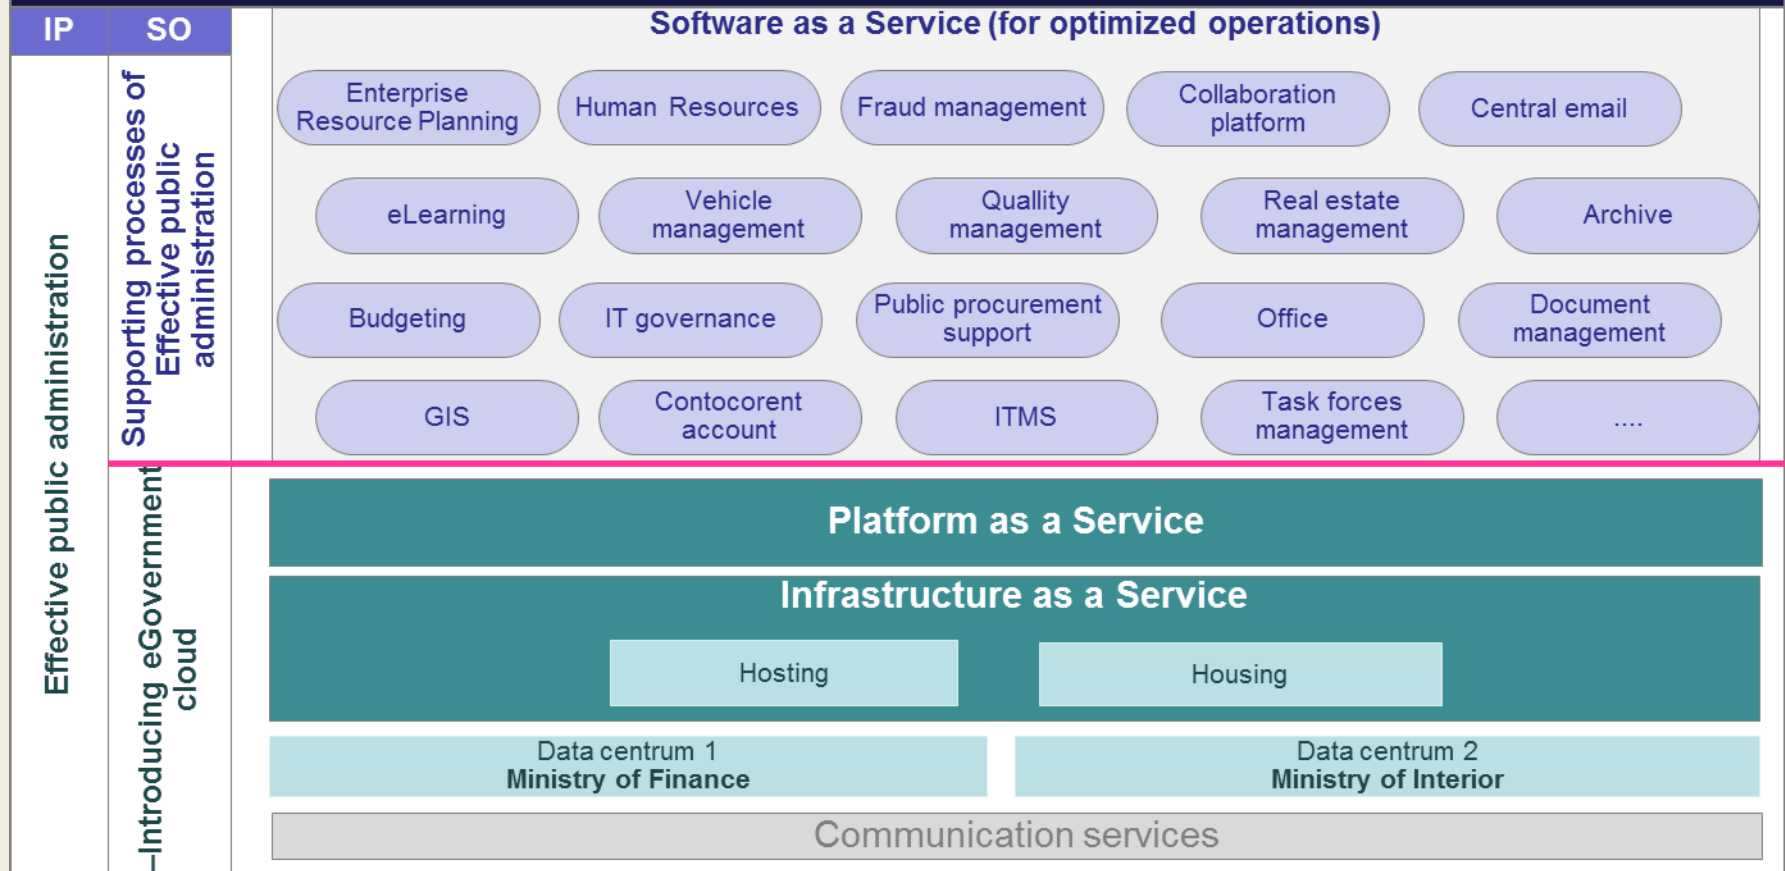 IP
SO
Software as a Service (for optimized operations)
Effective public administration
Supporting processes of
Effective public
administration
Enterprise
Resource Planning
Human Resources
Fraud management
Collaboration
platform
Central email
eLearning
Vehicle
management
Quallity
management
Real estate
management
Archive
Budgeting
IT governance
Public procurement
support
Office
Document
management
GIS
Contocorent
account
ITMS
Task forces
management
....
–Introducing eGovernment
cloud
Platform as a Service
Infrastructure as a Service
Hosting
Housing
Data centrum 1
Ministry of Finance
Data centrum 2
Ministry of Interior
Communication services